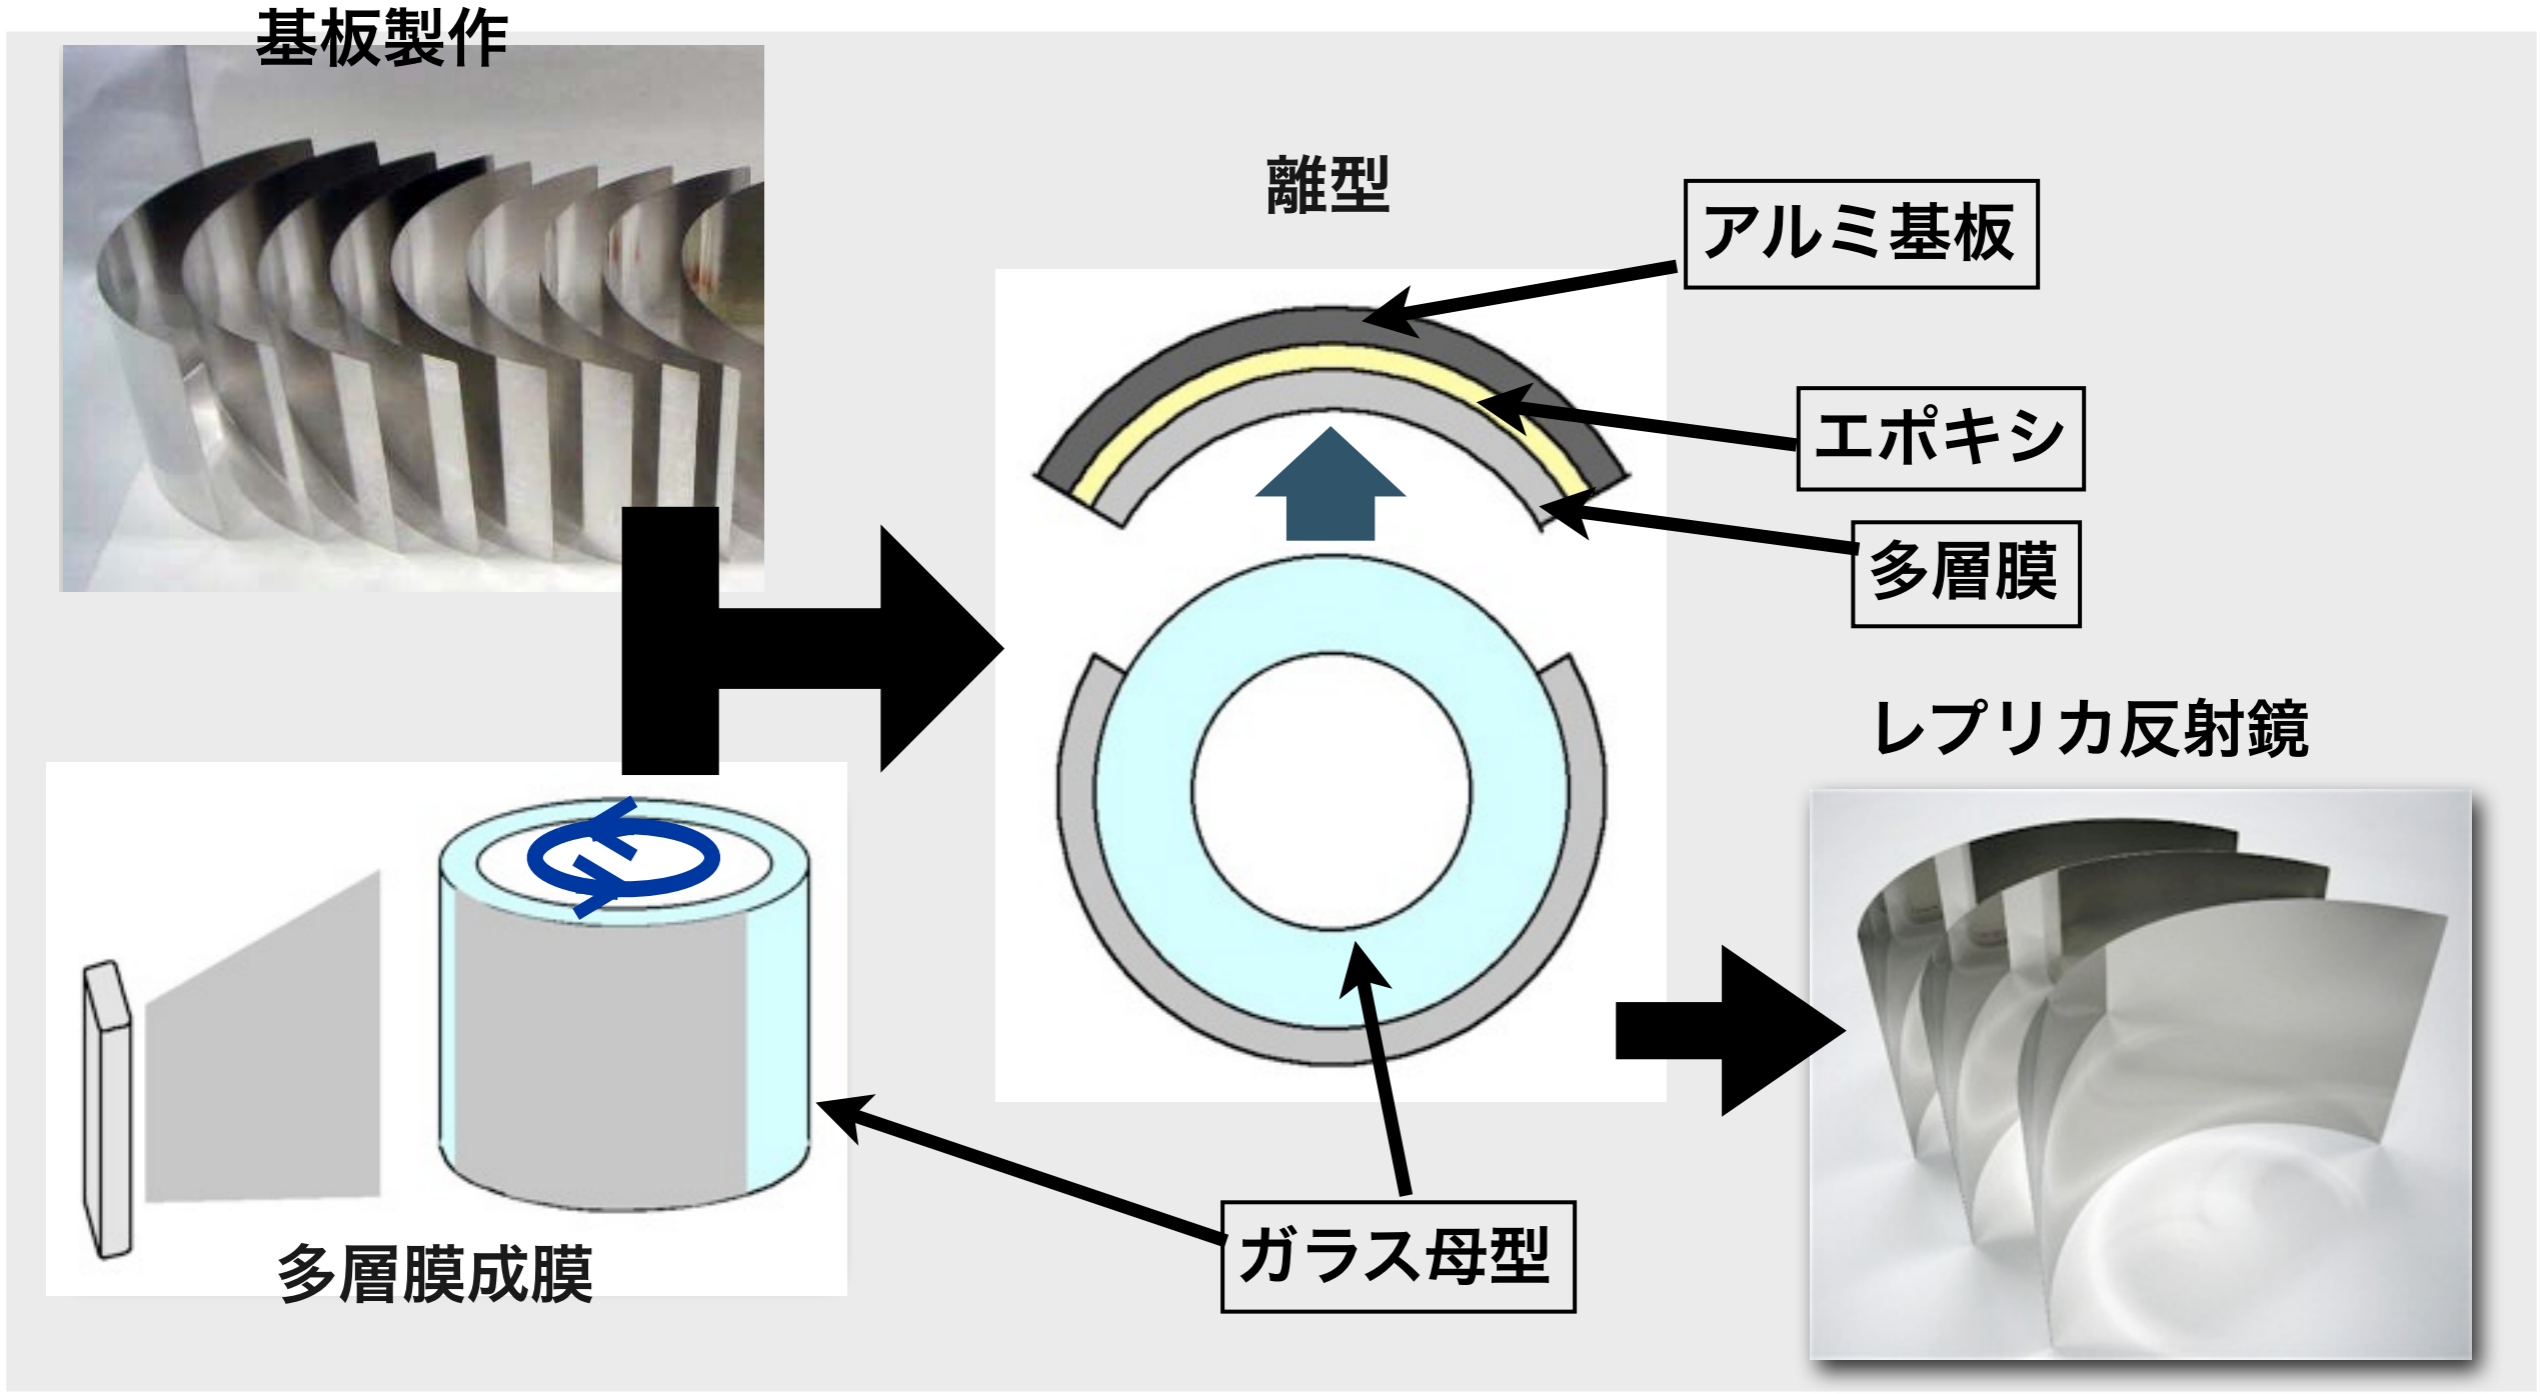 基板製作
離型
アルミ基板
エポキシ
多層膜
レプリカ反射鏡
多層膜成膜
ガラス母型